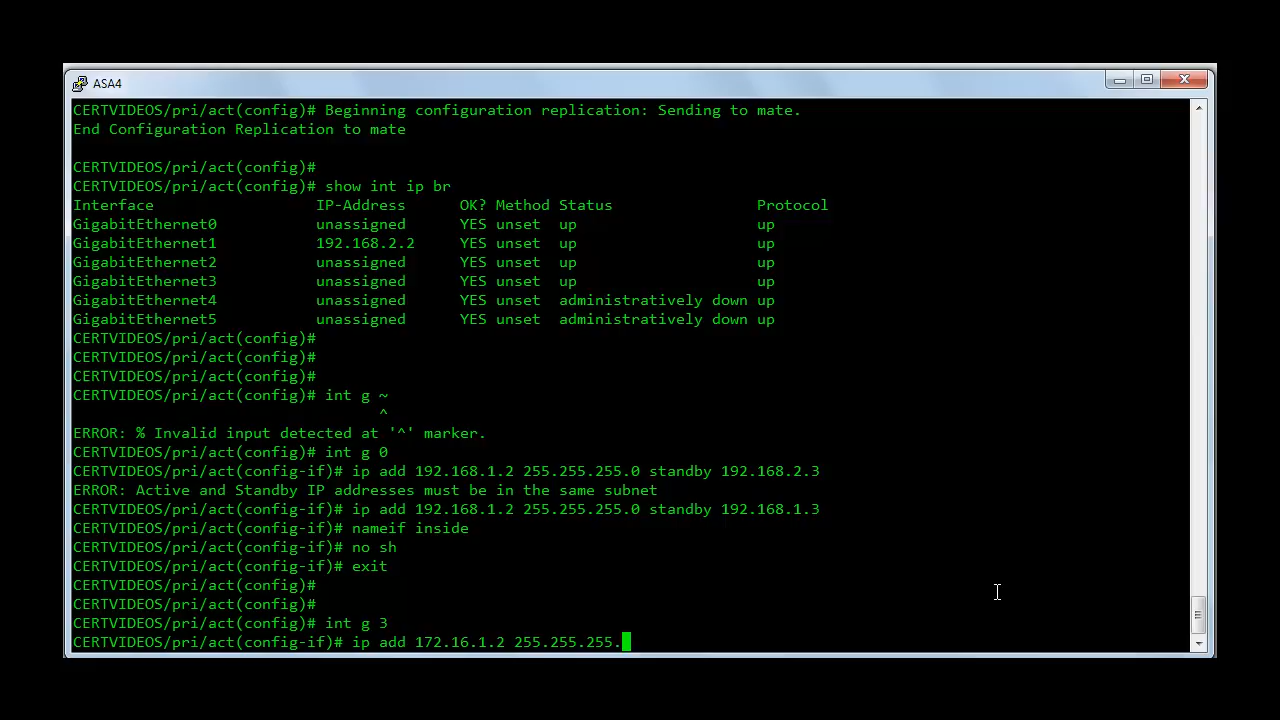 ASA4
CERTVIDEOS/pri/act(config)# Beginning configuration replication: Sending to mate.
End Configuration Replication to mate
CERTVIDEOS/pri/act(config)#
CERTVIDEOS/pri/act(config)# show int ip br
Interface                  IP-Address      OK? Method Status                Protocol
GigabitEthernet0           unassigned      YES unset  up                    up
GigabitEthernet1           192.168.2.2     YES unset  up                    up
GigabitEthernet2           unassigned      YES unset  up                    up
GigabitEthernet3           unassigned      YES unset  up                    up
GigabitEthernet4           unassigned      YES unset  administratively down up
GigabitEthernet5           unassigned      YES unset  administratively down up
CERTVIDEOS/pri/act(config)#
CERTVIDEOS/pri/act(config)#
CERTVIDEOS/pri/act(config)#
CERTVIDEOS/pri/act(config)# int g ~
^
ERROR: % Invalid input detected at '^' marker.
CERTVIDEOS/pri/act(config)# int g 0
CERTVIDEOS/pri/act(config-if)# ip add 192.168.1.2 255.255.255.0 standby 192.168.2.3
ERROR: Active and Standby IP addresses must be in the same subnet
CERTVIDEOS/pri/act(config-if)# ip add 192.168.1.2 255.255.255.0 standby 192.168.1.3
CERTVIDEOS/pri/act(config-if)# nameif inside
CERTVIDEOS/pri/act(config-if)# no sh
CERTVIDEOS/pri/act(config-if)# exit
CERTVIDEOS/pri/act(config)#
CERTVIDEOS/pri/act(config)#
CERTVIDEOS/pri/act(config)# int g 3
CERTVIDEOS/pri/act(config-if)# ip add 172.16.1.2 255.255.255.